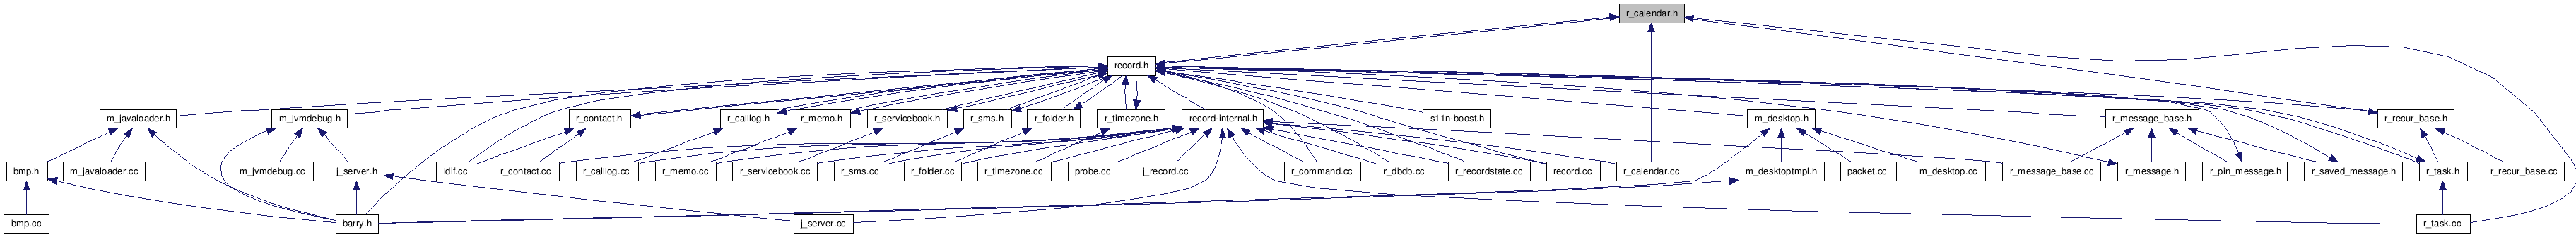 r_calendar.h
record.h
m_javaloader.h
m_jvmdebug.h
r_contact.h
r_calllog.h
r_memo.h
r_servicebook.h
r_sms.h
r_folder.h
r_timezone.h
record-internal.h
s11n-boost.h
m_desktop.h
r_message_base.h
r_recur_base.h
bmp.h
m_javaloader.cc
m_jvmdebug.cc
j_server.h
ldif.cc
r_contact.cc
r_calllog.cc
r_memo.cc
r_servicebook.cc
r_sms.cc
r_folder.cc
r_timezone.cc
probe.cc
j_record.cc
r_command.cc
r_dbdb.cc
r_recordstate.cc
record.cc
r_calendar.cc
m_desktoptmpl.h
packet.cc
m_desktop.cc
r_message_base.cc
r_message.h
r_pin_message.h
r_saved_message.h
r_task.h
r_recur_base.cc
bmp.cc
barry.h
j_server.cc
r_task.cc